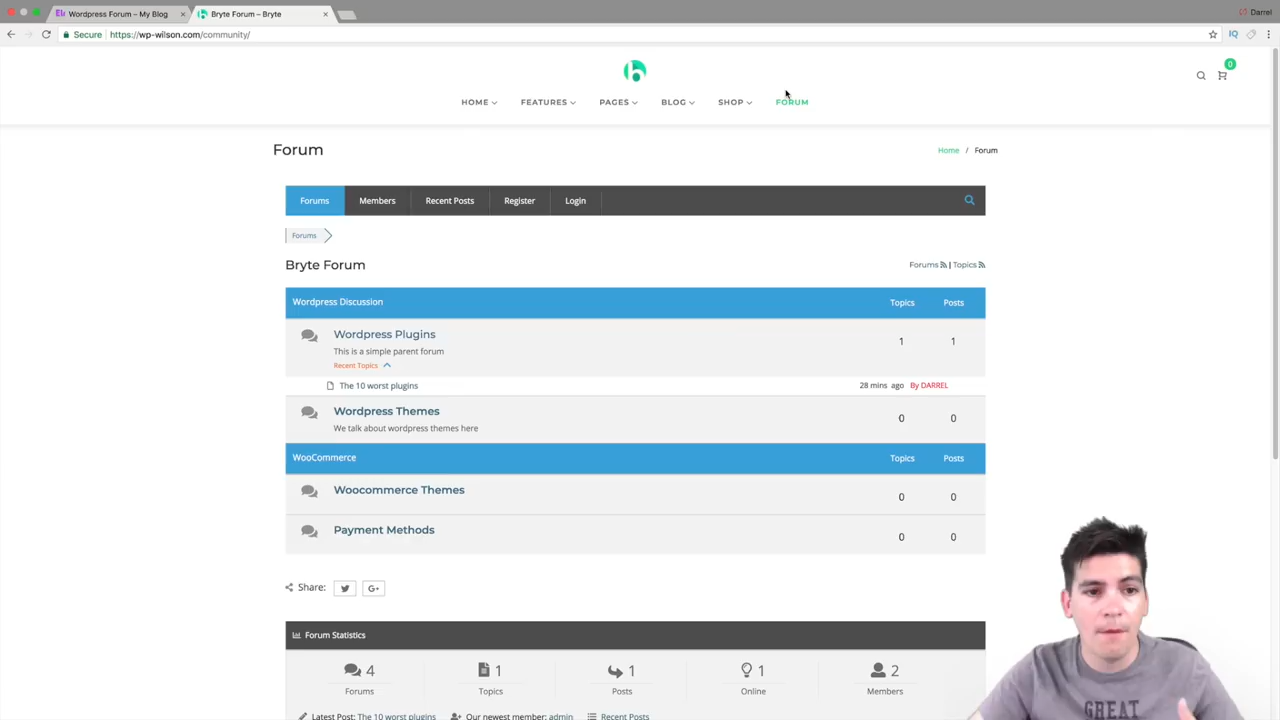 Wordpress Forum – My Blog
Bryte Forum – Bryte
Darrel
Secure
https://wp-wilson.com/community/
0
HOME
FEATURES
PAGES
BLOG
SHOP
FORUM
Forum
Home / Forum
Forums
Members
Recent Posts
Register
Login
Forums
Bryte Forum
Forums | Topics
Wordpress Discussion
Topics
Posts
Wordpress Plugins
This is a simple parent forum
Recent Topics
1
1
The 10 worst plugins
28 mins ago By DARREL
Wordpress Themes
We talk about wordpress themes here
0
0
WooCommerce
Topics
Posts
Woocommerce Themes
0
0
Payment Methods
0
0
Share:
G+
Forum Statistics
4
Forums
1
Topics
1
Posts
1
Online
2
Members
Latest Post: The 10 worst plugins
Our newest member: admin
Recent Posts
GREAT